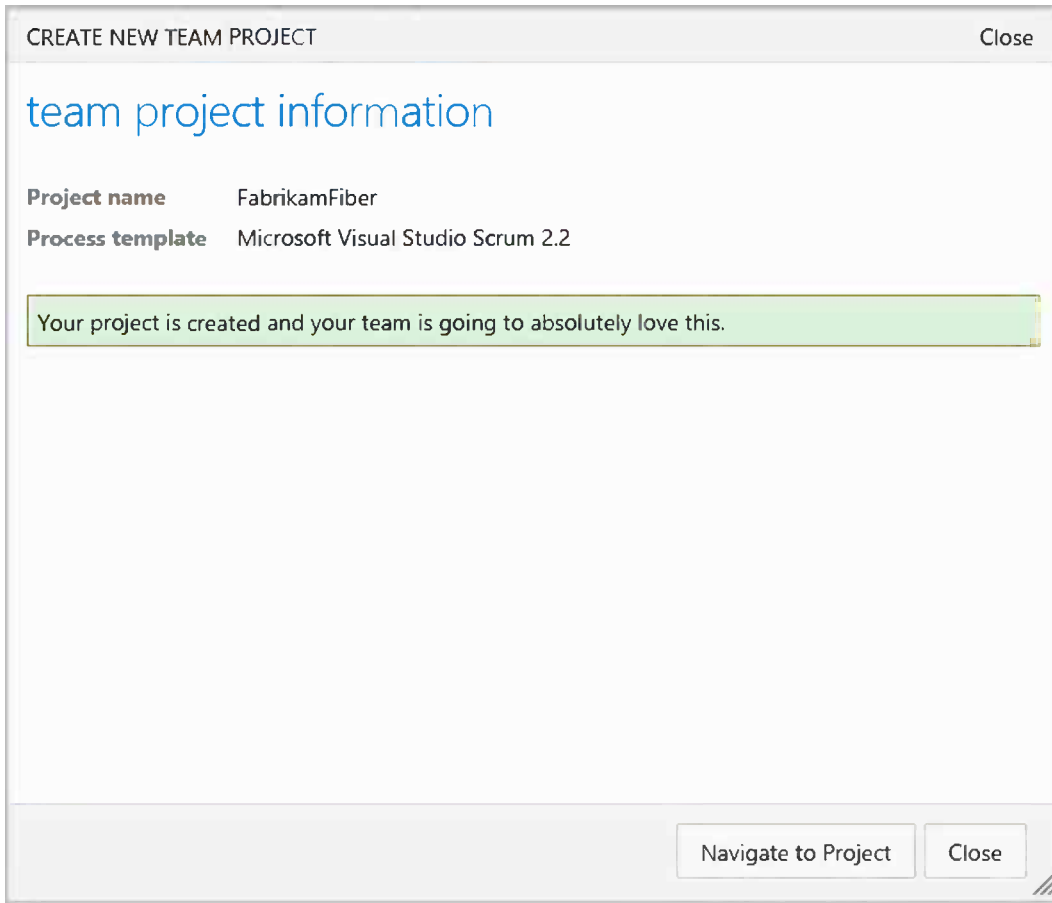 CREATE NEW TEAM PROJECT Close
team project information
Project name FabrikamFiber
Process template Microsoft Visual Studio Scrum 2.2
Your project is created and your team is going to absolutely love this.
Navigate to Project Close